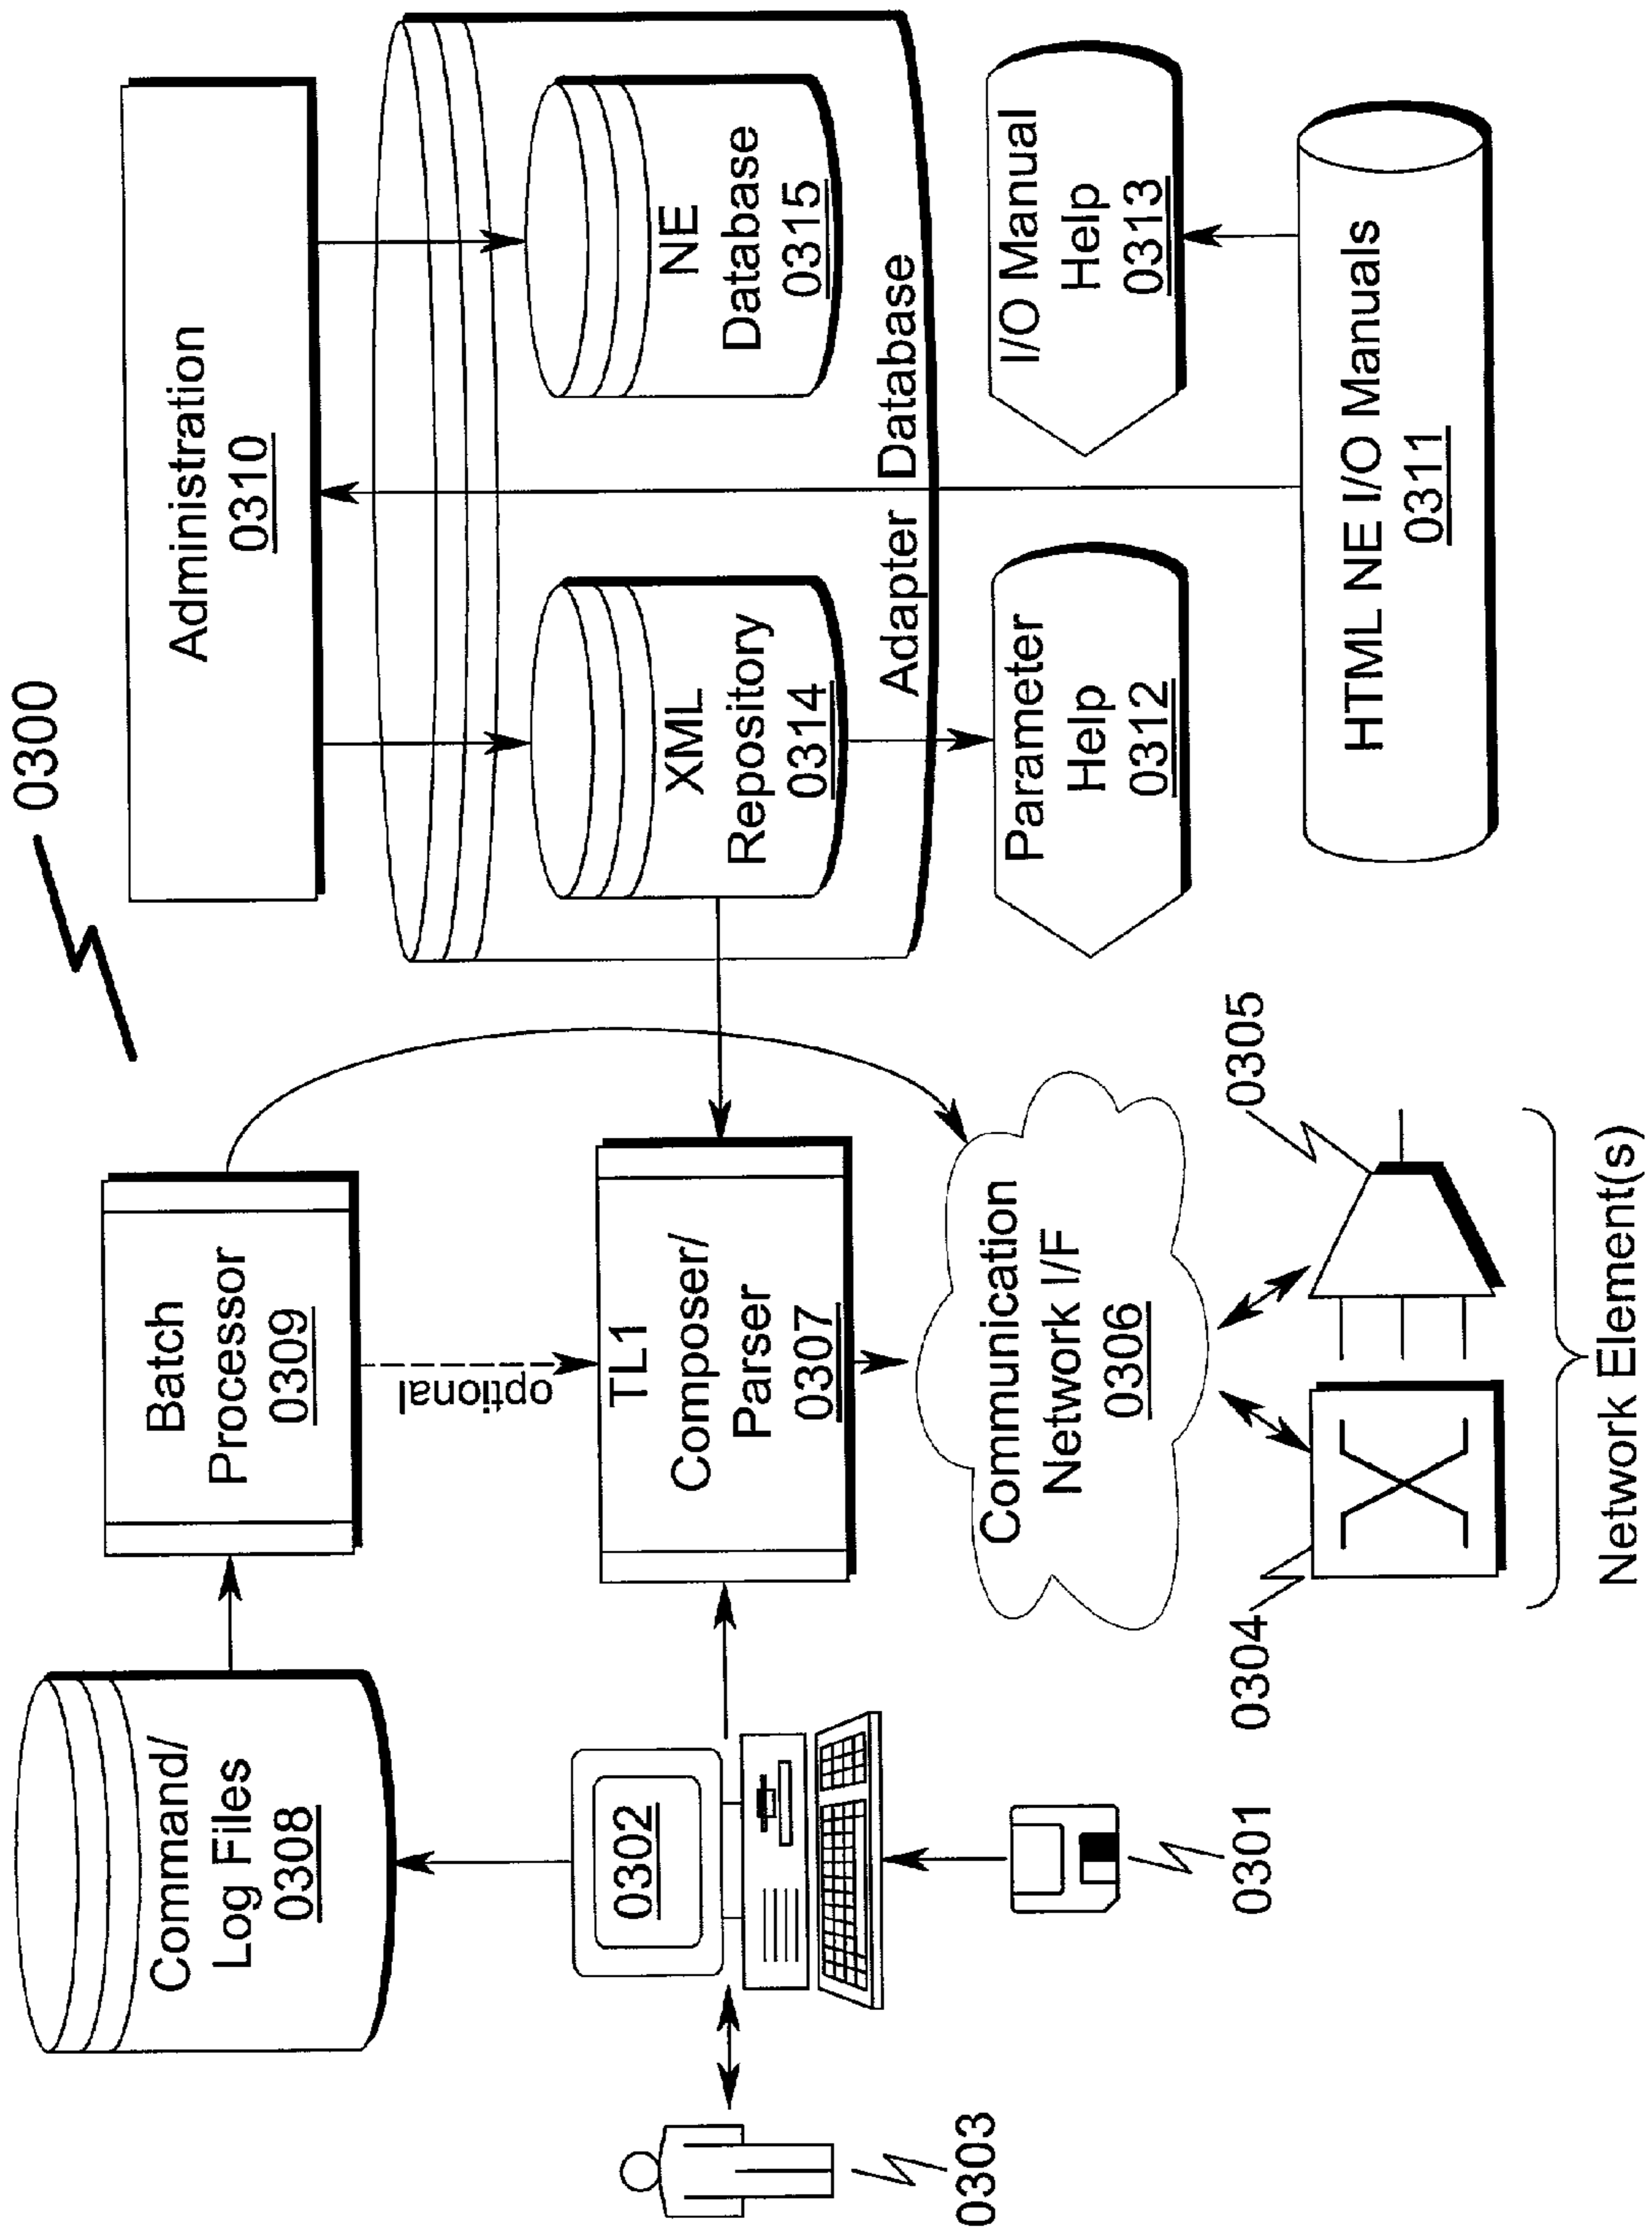 0300
Command/
Log Files
0308
Batch
Processor
0309
Administration
0310
optional
0302
TL1
Composer/
Parser
0307
XML
Repository
0314
NE
Database
0315
Adapter Database
0303
0301
Communication
Network I/F
0306
Parameter
Help
0312
I/O Manual
Help
0313
0304
0305
Network Element(s)
HTML NE I/O Manuals
0311